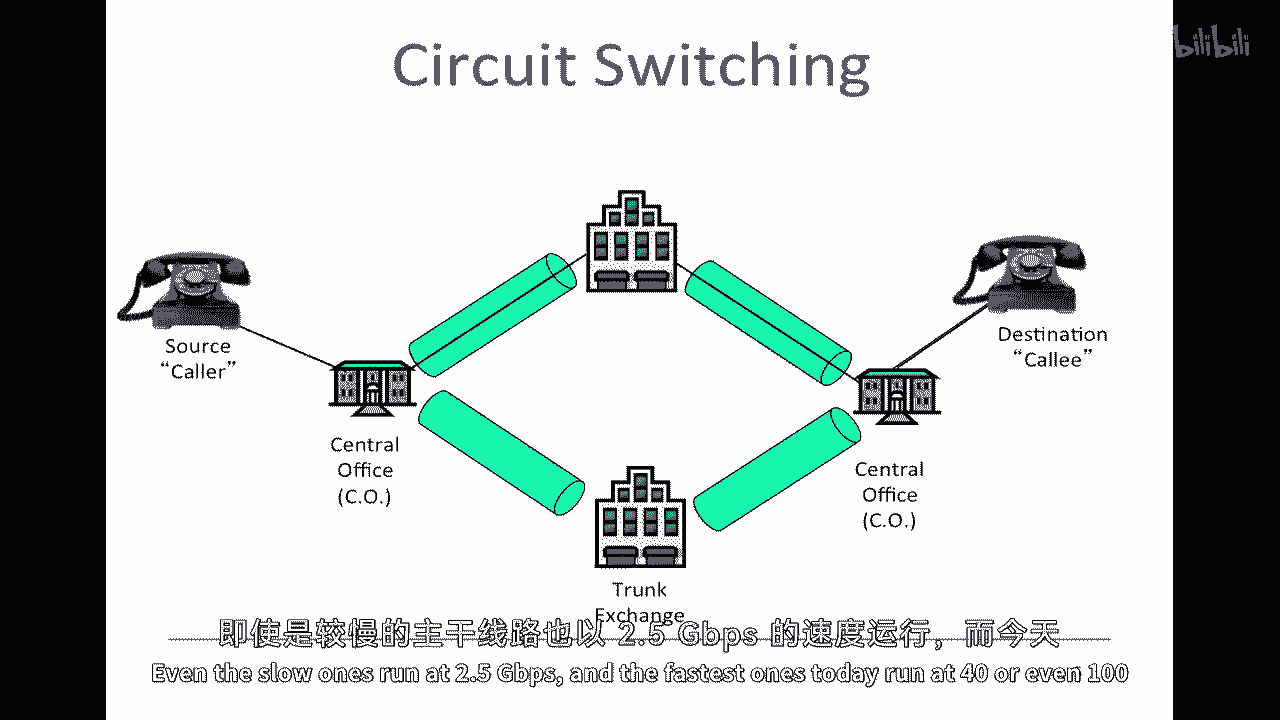 Circuit Switching
bilibili
Source
“Caller”
Destination
“Callee”
Central
Office
(C.O.)
Central
Office
(C.O.)
Trunk
Exchange
即使是较慢的主干线路也以 2.5 Gbps 的速度运行，而今天
Even the slow ones run at 2.5 Gbps, and the fastest ones today run at 40 or even 100